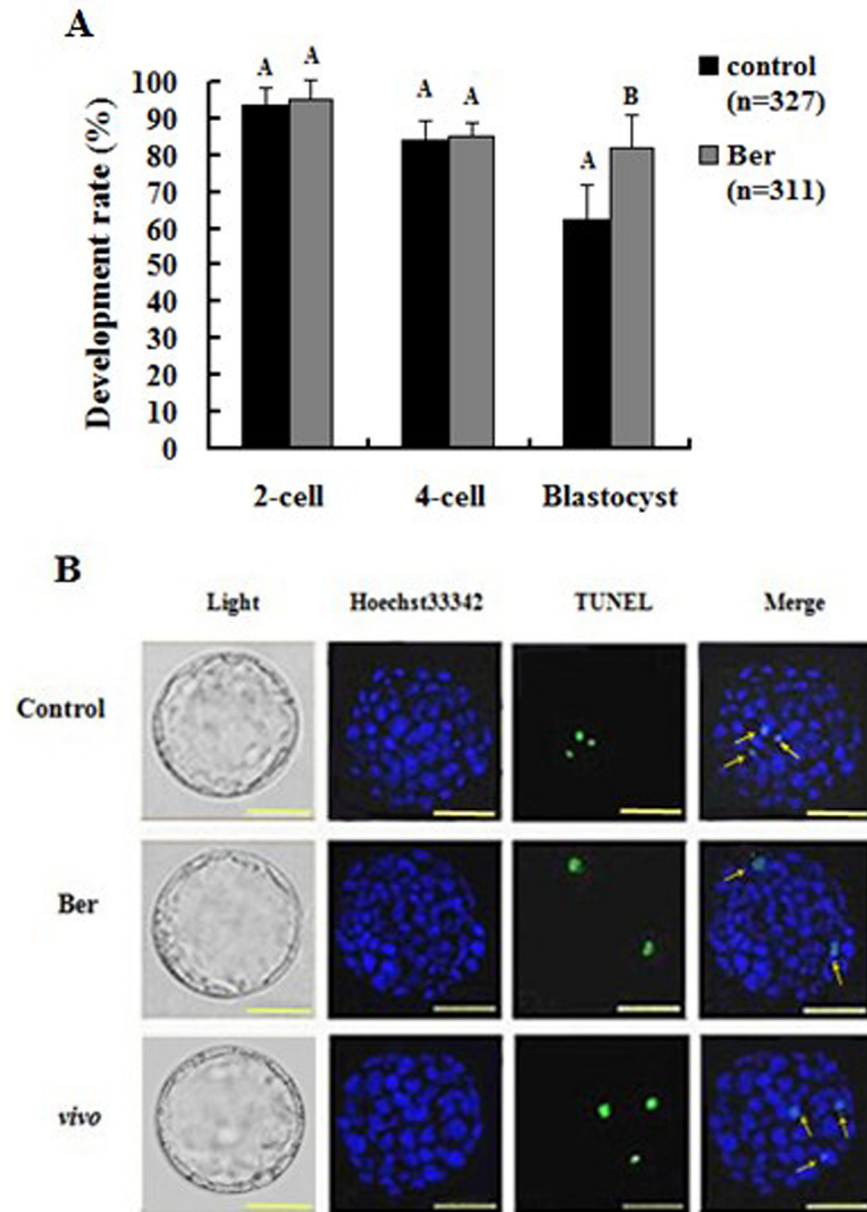 A
Development rate (%)
100
90
80
70
60
50
40
30
20
10
0
A
A
A
A
A
B
2-cell
4-cell
Blastocyst
control
(n=327)
Ber
(n=311)
B
Light
Hoechst33342
TUNEL
Merge
Control
Ber
vivo